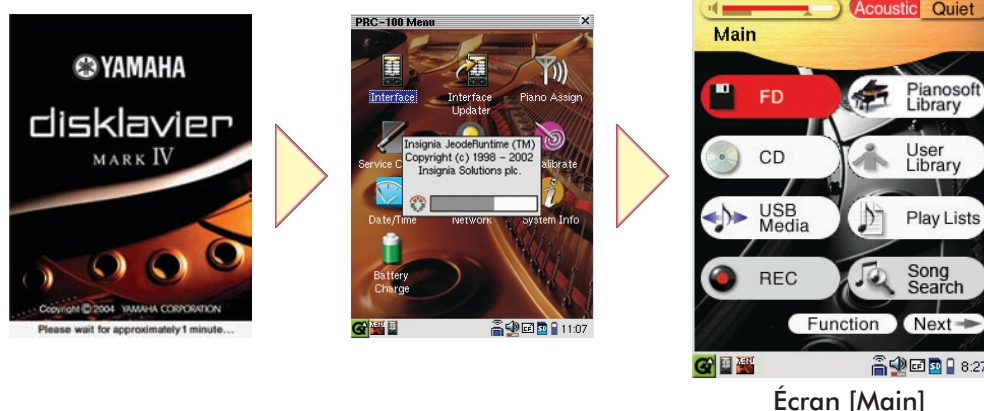 YAMAHA
disklavier
MARK IV
Copyright © 2004 YAMAHA CORPORATION
Please wait for approximately 1 minute...
PRC-100 Menu
Interface
Interface
Updater
Piano Assign
Service C
alibrate
Insignia JeodeRuntime (TM)
Copyright (c) 1998 - 2002
Insignia Solutions plc.
Date/Time
Network
System Info
Battery
Charge
11:07
Acoustic
Quiet
Main
FD
Pianosoft
Library
CD
User
Library
USB
Media
Play Lists
REC
Song
Search
Function
Next
8:27
Écran [Main]